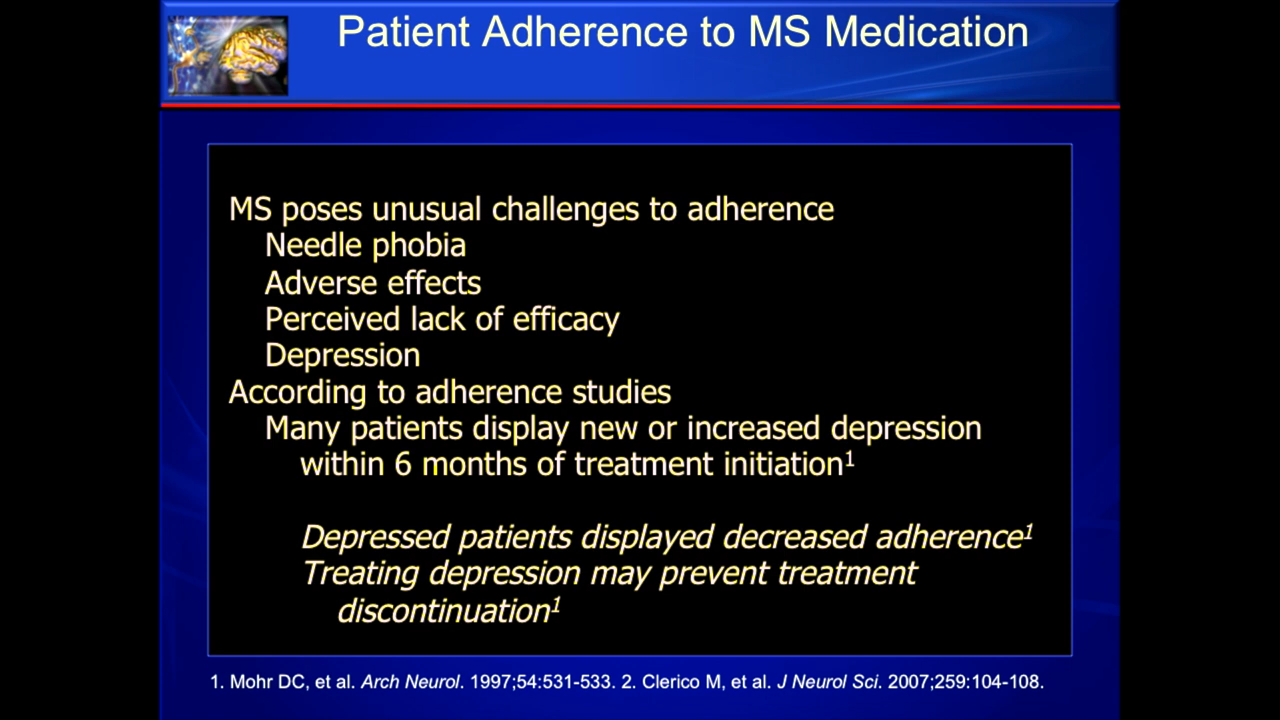 Patient Adherence to MS Medication
MS poses unusual challenges to adherence
Needle phobia
Adverse effects
Perceived lack of efficacy
Depression
According to adherence studies
Many patients display new or increased depression
within 6 months of treatment initiation¹
Depressed patients displayed decreased adherence¹
Treating depression may prevent treatment
discontinuation¹
1. Mohr DC, et al. Arch Neurol. 1997;54:531-533. 2. Clerico M, et al. J Neurol Sci. 2007;259:104-108.